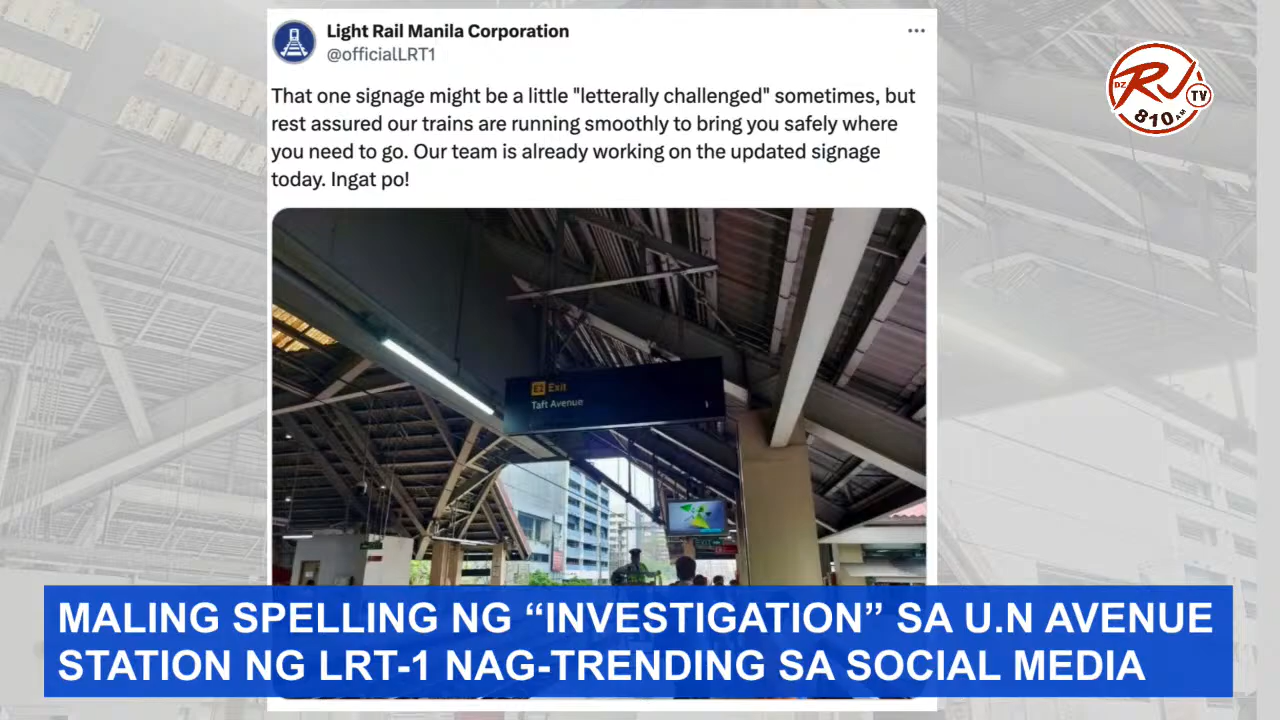 Light Rail Manila Corporation
@officialLRT1
That one signage might be a little "letterally challenged" sometimes, but
rest assured our trains are running smoothly to bring you safely where
you need to go. Our team is already working on the updated signage
today. Ingat po!
DZ RJ TV
810 AM
E2 Exit
Taft Avenue
MALING SPELLING NG “INVESTIGATION” SA U.N AVENUE
STATION NG LRT-1 NAG-TRENDING SA SOCIAL MEDIA